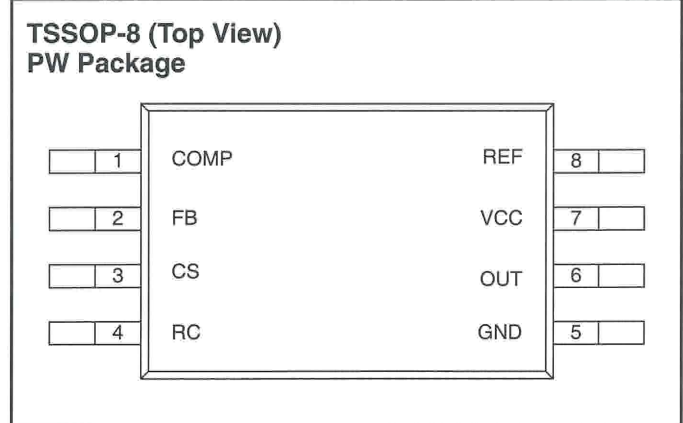 TSSOP-8 (Top View)
PW Package
1 COMP REF 8
2 FB VCC 7
3 CS OUT 6
4 RC GND 5